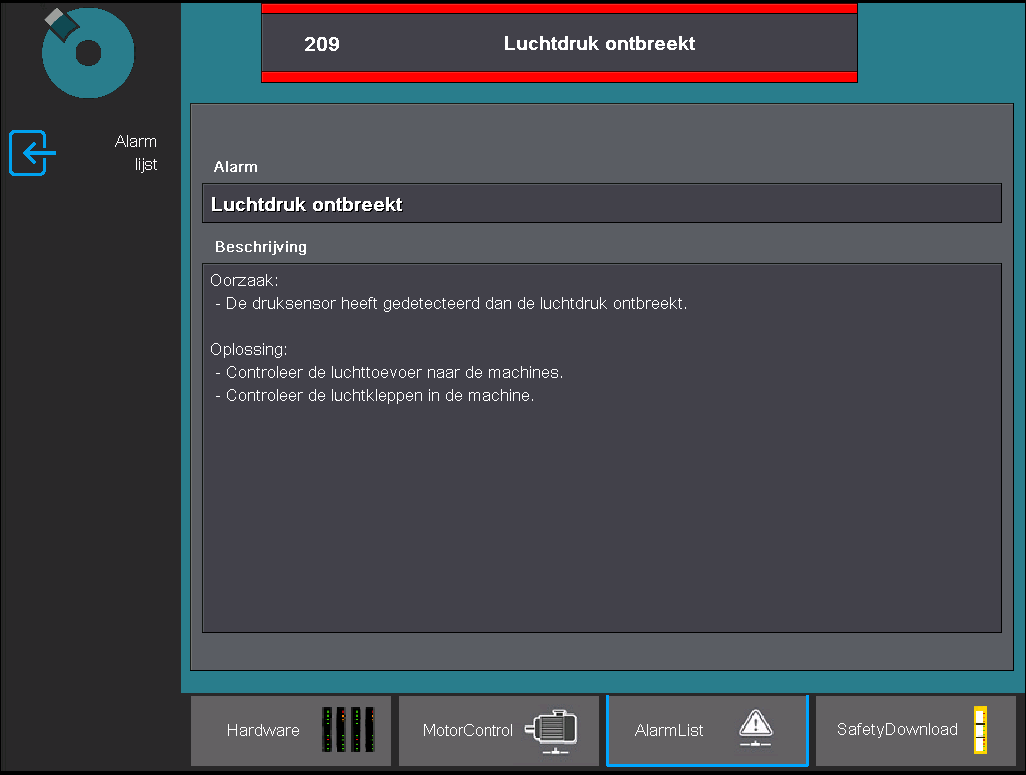 209 Luchtdruk ontbreekt
Alarm
lijst
Alarm
Luchtdruk ontbreekt
Beschrijving
Oorzaak:
- De druksensor heeft gedetecteerd dan de luchtdruk ontbreekt.
Oplossing:
- Controleer de luchttoevoer naar de machines.
- Controleer de luchtkleppen in de machine.
Hardware
MotorControl
AlarmList
SafetyDownload